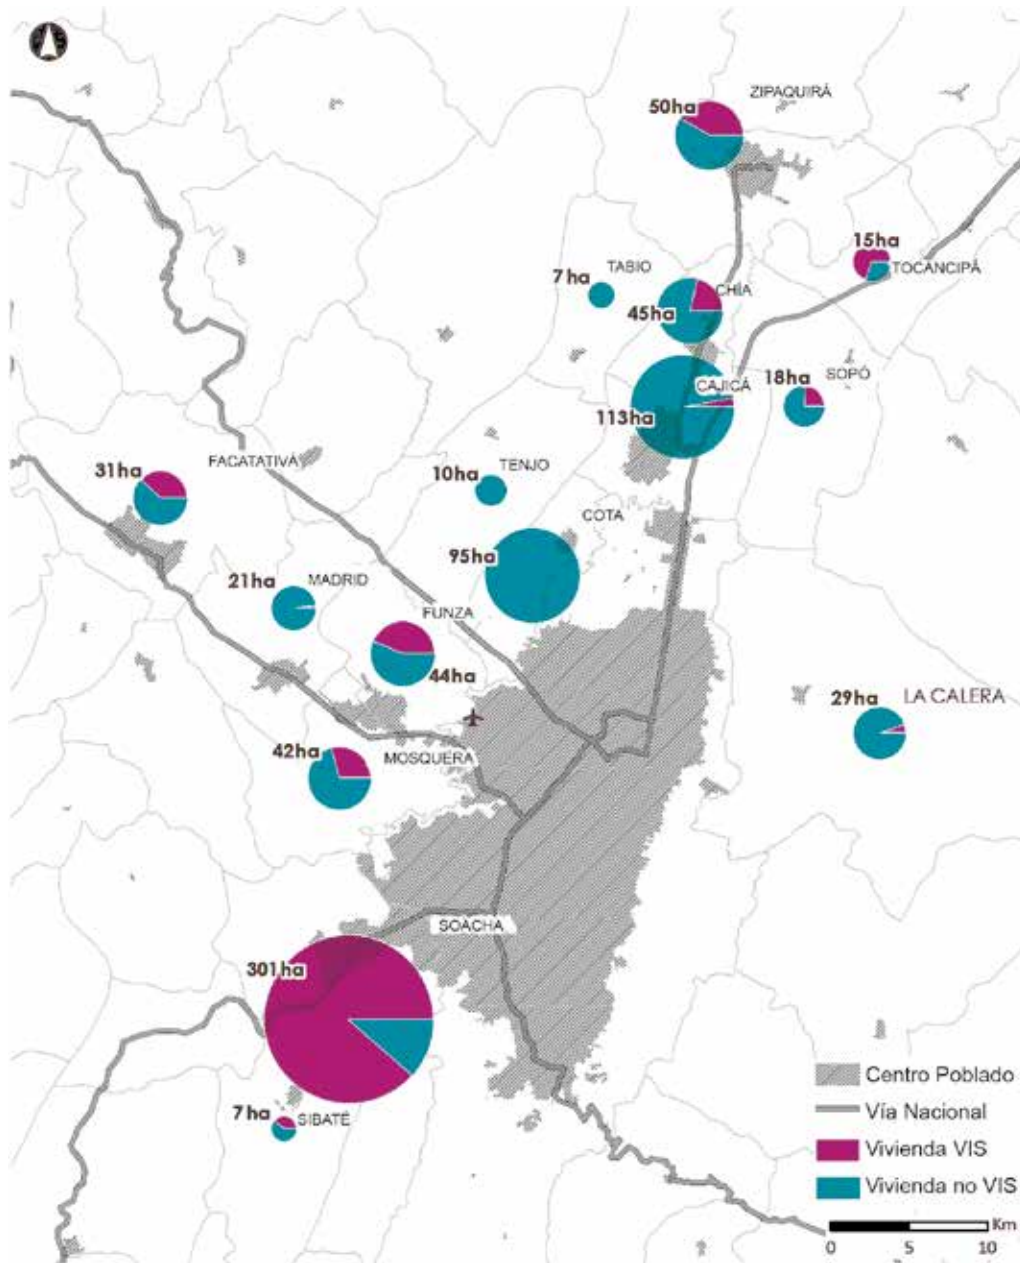 ZIPAQUIRÁ
50ha
15ha
TOCANCIPÁ
TABIO
7ha
CHÍA
45ha
CAJICÁ
113ha
18ha
SOPÓ
FACATATIVÁ
31ha
10ha
TENJO
COTA
95ha
21ha
MADRID
FUNZA
44ha
29ha
LA CALERA
42ha
MOSQUERA
SOACHA
301ha
7ha
SIBATÉ
Centro Poblado
Vía Nacional
Vivienda VIS
Vivienda no VIS
Km
0 5 10